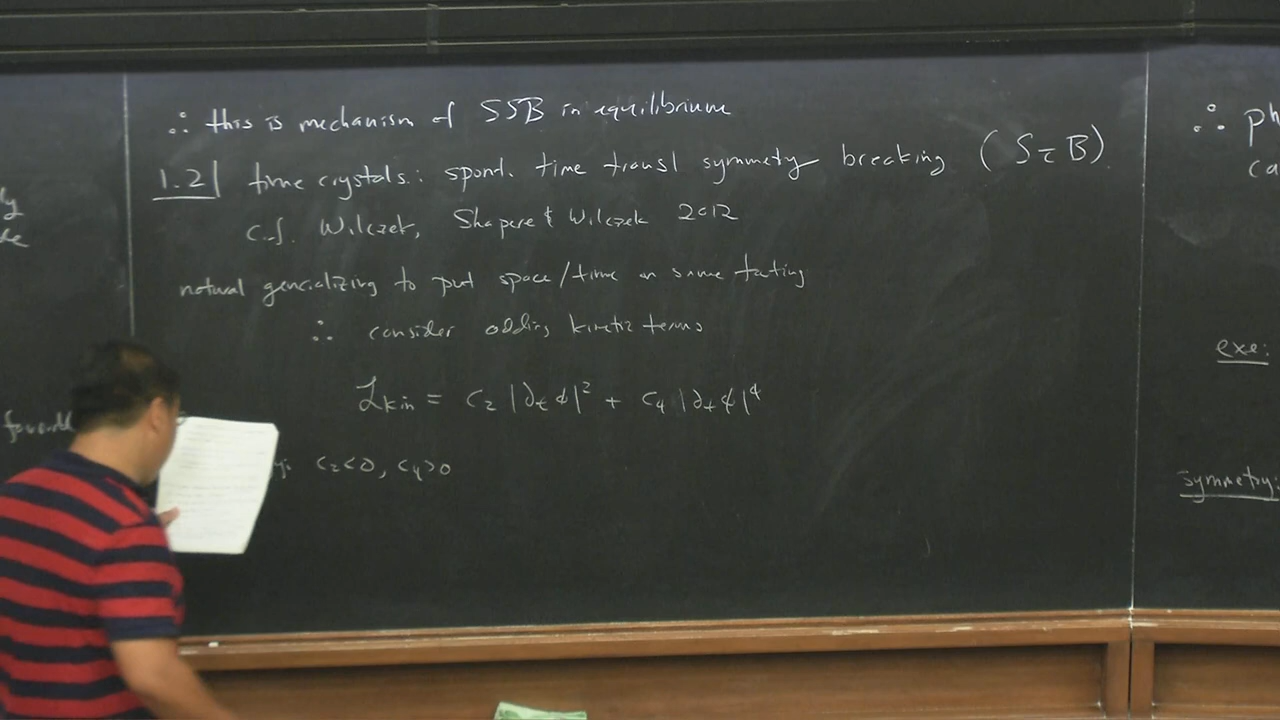 ∴ this is mechanism of SSB in equilibrium
1.2 time crystals: spont. time transl symmetry breaking (SτB)
c.f. Wilczek, Shapere & Wilczek 2012
natural generalizing to put space/time on same footing
∴ consider adding kinetic terms
ℒkin = c₂ |∂ₜφ|² + c₄ |∂ₜφ|⁴
c₂<0, c₄>0
∴ ph
ca
exe:
symmetry: